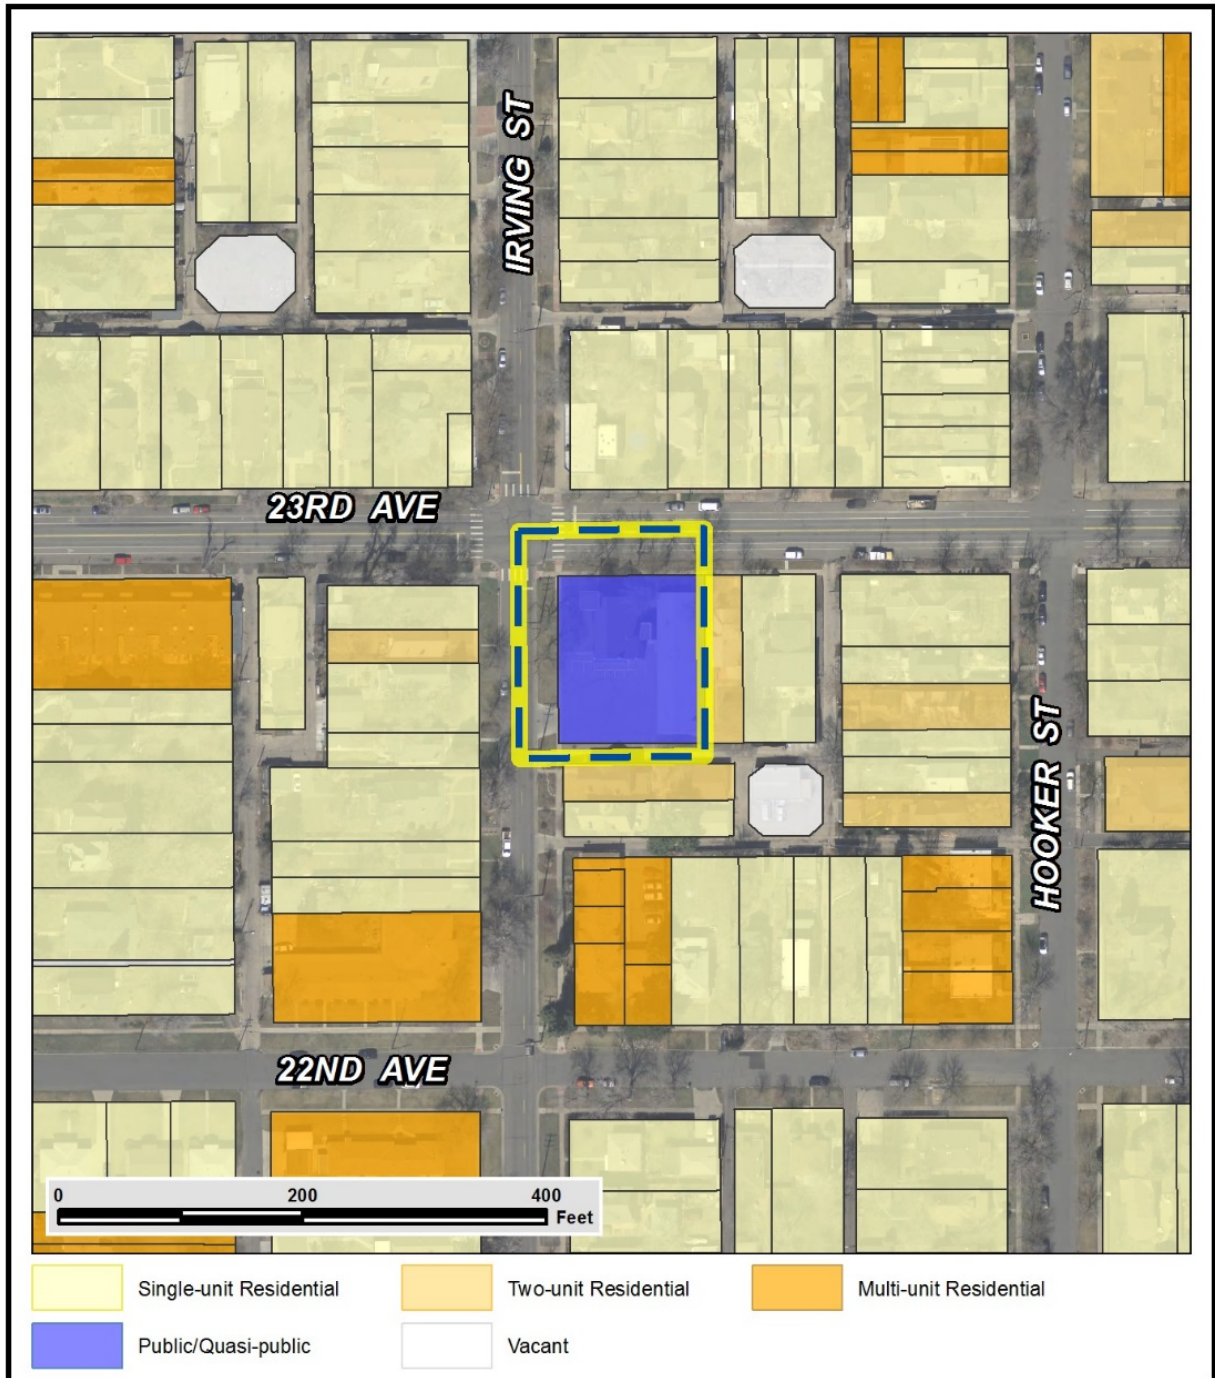 IRVING ST
23RD AVE
HOOKER ST
22ND AVE
0 200 400
Feet
Single-unit Residential Two-unit Residential Multi-unit Residential
Public/Quasi-public Vacant